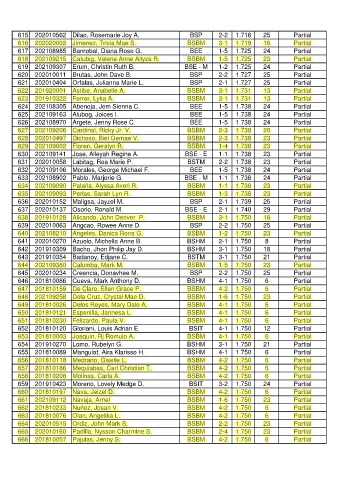 615 202010562 Dilao, Rosemarie Joy A. BSP 2-2 1.716 25 Partial
616 202020002 Jimenez, Trixia Mae S. BSBM 3-1 1.719 16 Partial
617 202108985 Barrobal, Diana Rose G. BEE 1-5 1.725 24 Partial
618 202109215 Catubig, Valerie Anne Allyza R. BSBM 1-5 1.725 23 Partial
619 202109307 Erum, Christin Ruth B. BSE - M 1-2 1.725 24 Partial
620 202010011 Brutas, John Dave B. BSP 2-2 1.727 25 Partial
621 202010404 Ortalas, Julianna Marie L. BSP 2-1 1.727 25 Partial
622 201920001 Astibe, Anabelle A. BSBM 3-1 1.731 13 Partial
623 201910322 Ferrer, Lyka A. BSBM 3-1 1.731 13 Partial
624 202108305 Abencja, Jem Sienna C. BEE 1-5 1.738 24 Partial
625 202109163 Alubog, Joices I. BEE 1-5 1.738 24 Partial
626 202108970 Argete, Jenny Rose C. BEE 1-5 1.738 24 Partial
627 202109206 Cardinal, Ricky Jr. V. BSBM 2-3 1.738 20 Partial
628 202010497 Dichoso, Biel Gemae V. BSBM 2-3 1.738 23 Partial
629 202109002 Floren, Geralyn R. BSBM 1-4 1.738 23 Partial
630 202109141 Jose, Alleyah Regine A. BSE - E 1-1 1.738 23 Partial
631 202010058 Labitag, Rea Marie P. BSTM 2-2 1.738 23 Partial
632 202109106 Morales, George Michael F. BEE 1-5 1.738 24 Partial
633 202108902 Pablo, Marjorie G. BSE - M 1-1 1.738 24 Partial
634 202109090 Palaña, Alyssa Averi R. BSBM 1-1 1.738 23 Partial
635 202109093 Perlas, Sarah Lyn R. BSBM 1-3 1.738 23 Partial
636 202010152 Maligsa, Jayzel M. BSP 2-1 1.739 25 Partial
637 202010137 Osorio, Ronald M. BSE - E 2-1 1.740 29 Partial
638 201910128 Alicando, John Denver P. BSBM 3-1 1.750 16 Partial
639 202010063 Angcao, Rowee Anne D. BSP 2-2 1.750 25 Partial
640 202108210 Angeles, Danica Rona G. BSBM 1-2 1.750 23 Partial
641 202010270 Azuelo, Michelle Anne B. BSHM 2-1 1.750 8 Partial
642 201910309 Bacho, Jhon Philip Jay D. BSHM 3-1 1.750 18 Partial
643 201910354 Badanoy, Edjane C. BSTM 3-1 1.750 21 Partial
644 202109380 Calumba, Mark M. BSBM 1-5 1.750 23 Partial
645 202010234 Creencia, Donavhee M. BSP 2-2 1.750 25 Partial
646 201810086 Cueva, Mark Anthony D. BSHM 4-1 1.750 6 Partial
647 201810159 De Claro, Ellen Grace P. BSBM 4-2 1.750 6 Partial
648 202109258 Dela Cruz, Crystal Mae D. BSBM 1-6 1.750 23 Partial
649 201810026 Delos Reyes, Mary Dale A. BSBM 4-1 1.750 6 Partial
650 201810121 Espenilla, Jannesa L. BSBM 4-1 1.750 6 Partial
651 201810230 Felizardo, Paula V. BSBM 4-1 1.750 6 Partial
652 201810120 Gloriani, Louis Adrian E. BSIT 4-1 1.750 12 Partial
653 201810003 Joaquin, Rj Romulo A. BSBM 4-1 1.750 6 Partial
654 201910270 Lomo, Rubelyn G. BSHM 3-1 1.750 21 Partial
655 201810089 Manguiat, Aira Klarisse H. BSHM 4-1 1.750 6 Partial
656 201810118 Medrano, Giselle L. BSBM 4-2 1.750 6 Partial
657 201810186 Mequiabas, Carl Christian T. BSBM 4-2 1.750 6 Partial
658 201810206 Molinas, Carla A. BSBM 4-2 1.750 6 Partial
659 201910423 Moreno, Lovely Medge D. BSIT 3-2 1.750 24 Partial
660 201810197 Nava, Jeizel D. BSBM 4-2 1.750 6 Partial
661 202109112 Navaja, Arnel BSBM 1-6 1.750 23 Partial
662 201810233 Nuñez, Josan V. BSBM 4-2 1.750 6 Partial
663 201810076 Olan, Angelika L. BSBM 4-2 1.750 6 Partial
664 202010515 Ordiz, John Mark S. BSBM 2-2 1.750 23 Partial
665 202010160 Padilla, Nysson Charmine S. BSBM 2-4 1.750 23 Partial
666 201810057 Pajulas, Jenny S. BSBM 4-2 1.750 6 Partial